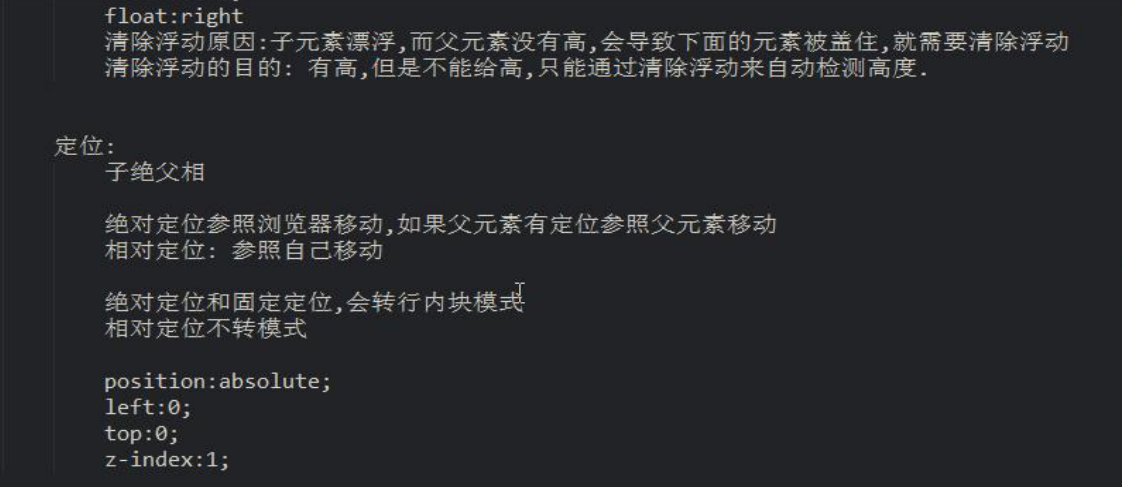 float:right
清除浮动原因:子元素漂浮,而父元素没有高,会导致下面的元素被盖住,就需要清除浮动
清除浮动的目的: 有高,但是不能给高,只能通过清除浮动来自动检测高度.
定位:
子绝父相
绝对定位参照浏览器移动,如果父元素有定位参照父元素移动
相对定位: 参照自己移动
绝对定位和固定定位,会转行内块模式
相对定位不转模式
position:absolute;
left:0;
top:0;
z-index:1;